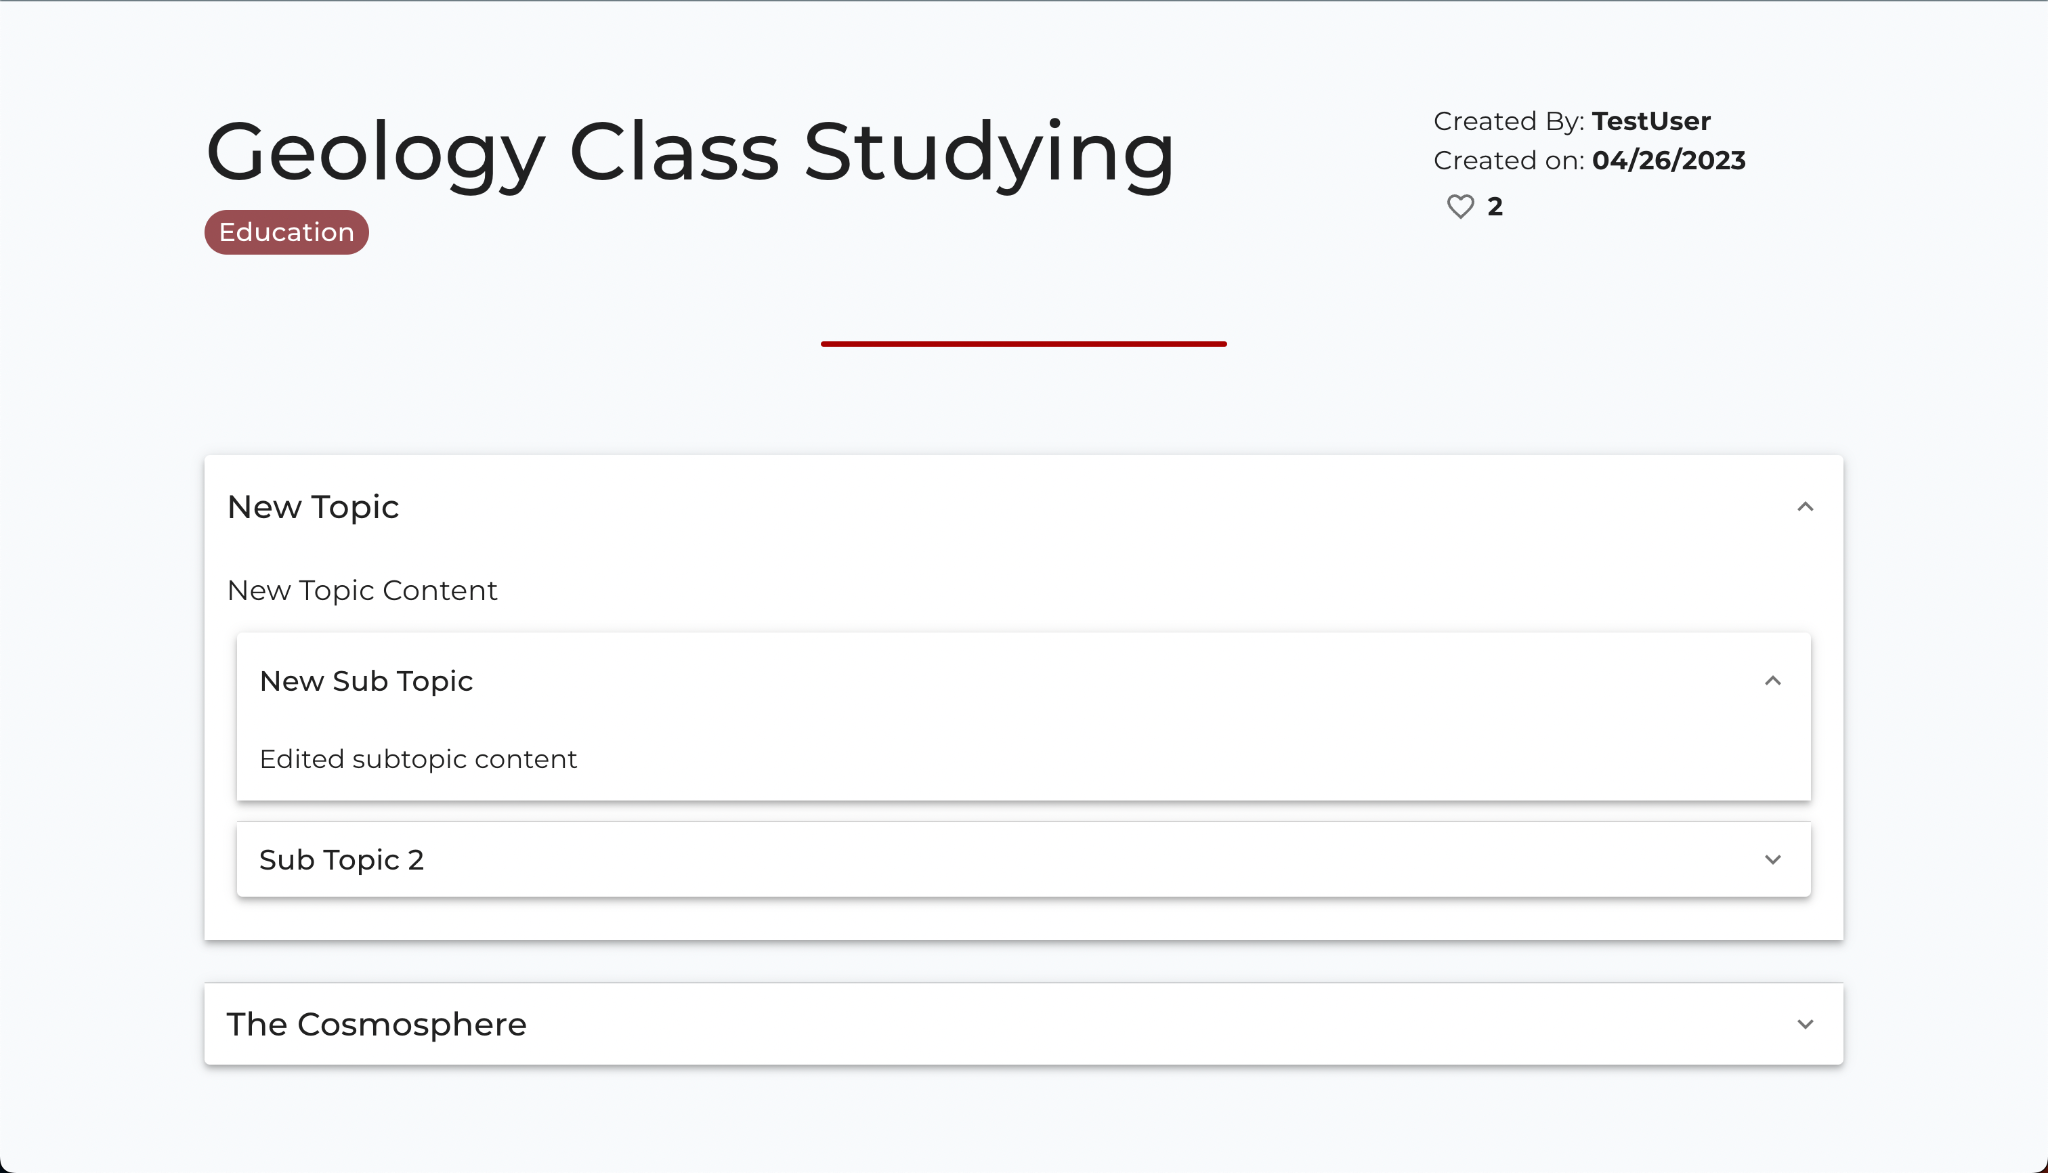 Geology Class Studying
Education
Created By: TestUser
Created on: 04/26/2023
2
New Topic
New Topic Content
New Sub Topic
Edited subtopic content
Sub Topic 2
The Cosmosphere